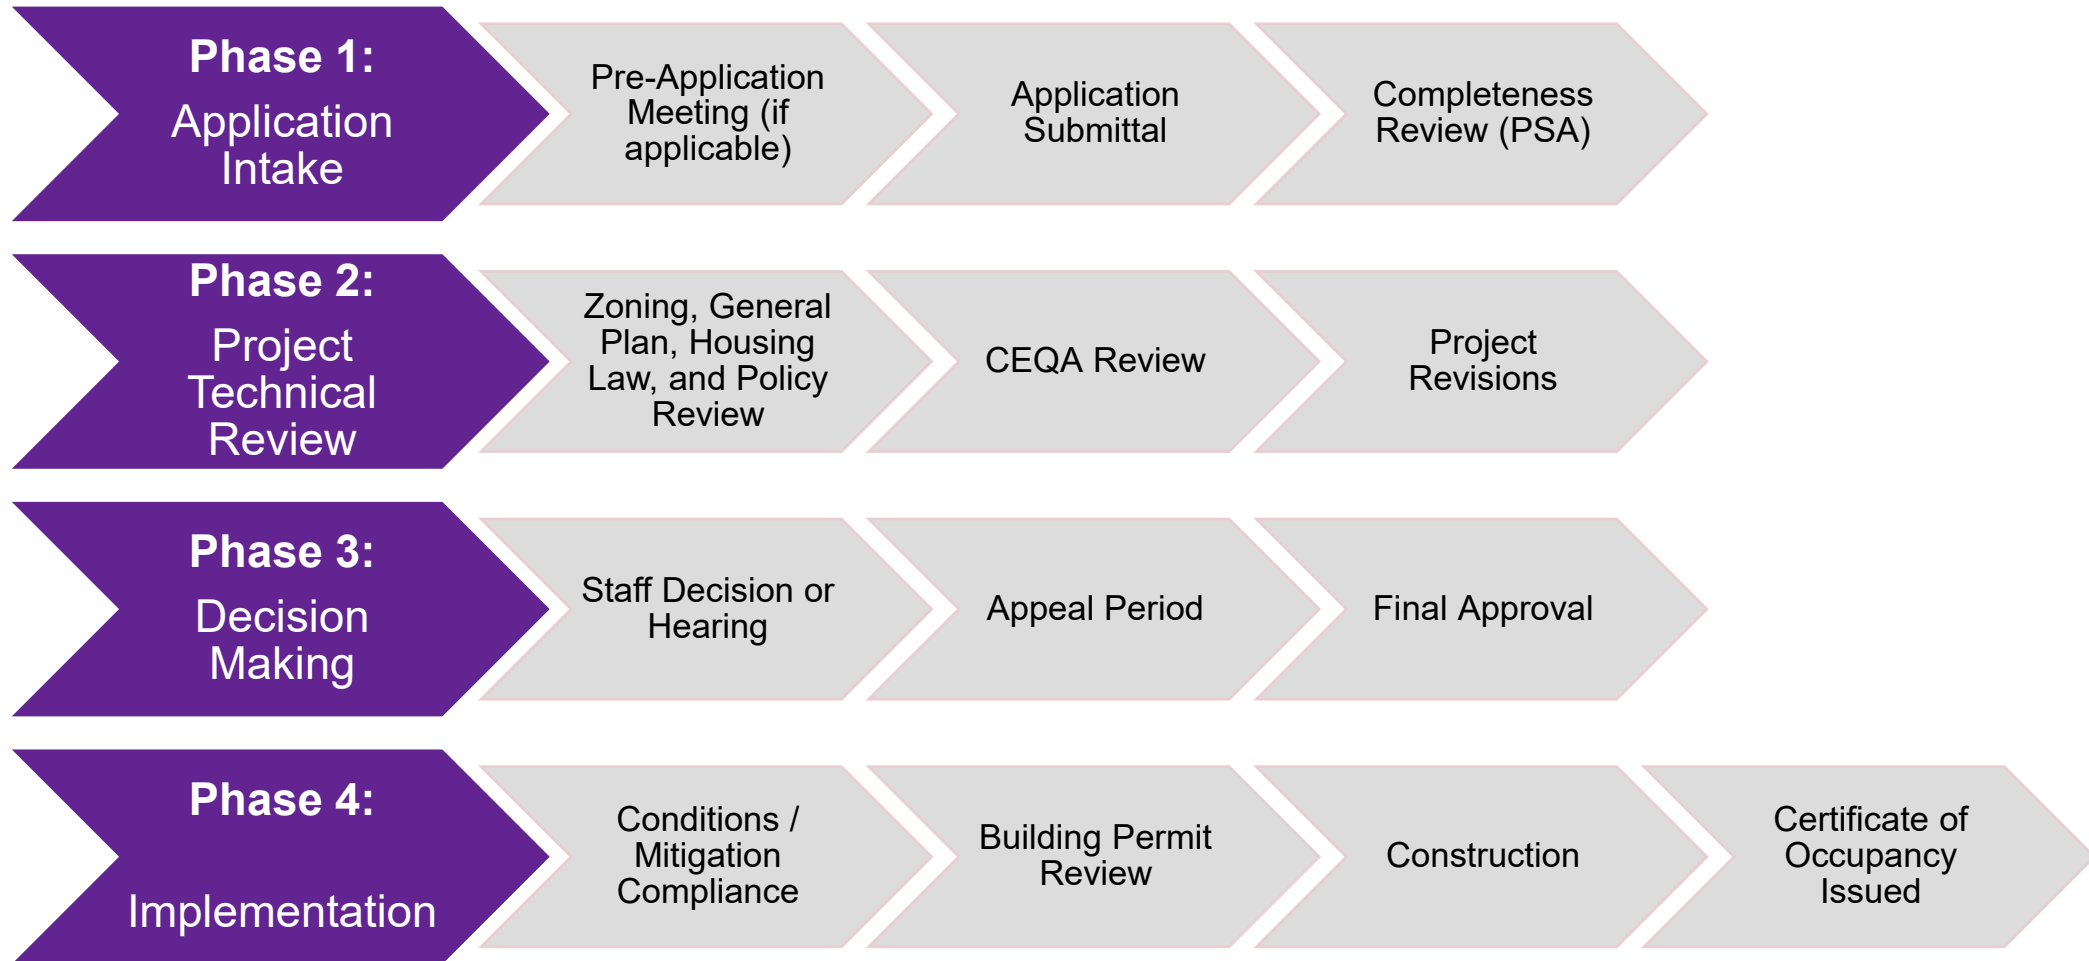 Phase 1:
Application
Intake
Pre-Application
Meeting (if
applicable)
Application
Submittal
Completeness
Review (PSA)
Phase 2:
Project
Technical
Review
Zoning, General
Plan, Housing
Law, and Policy
Review
CEQA Review
Project
Revisions
Phase 3:
Decision
Making
Staff Decision or
Hearing
Appeal Period
Final Approval
Phase 4:
Implementation
Conditions /
Mitigation
Compliance
Building Permit
Review
Construction
Certificate of
Occupancy
Issued